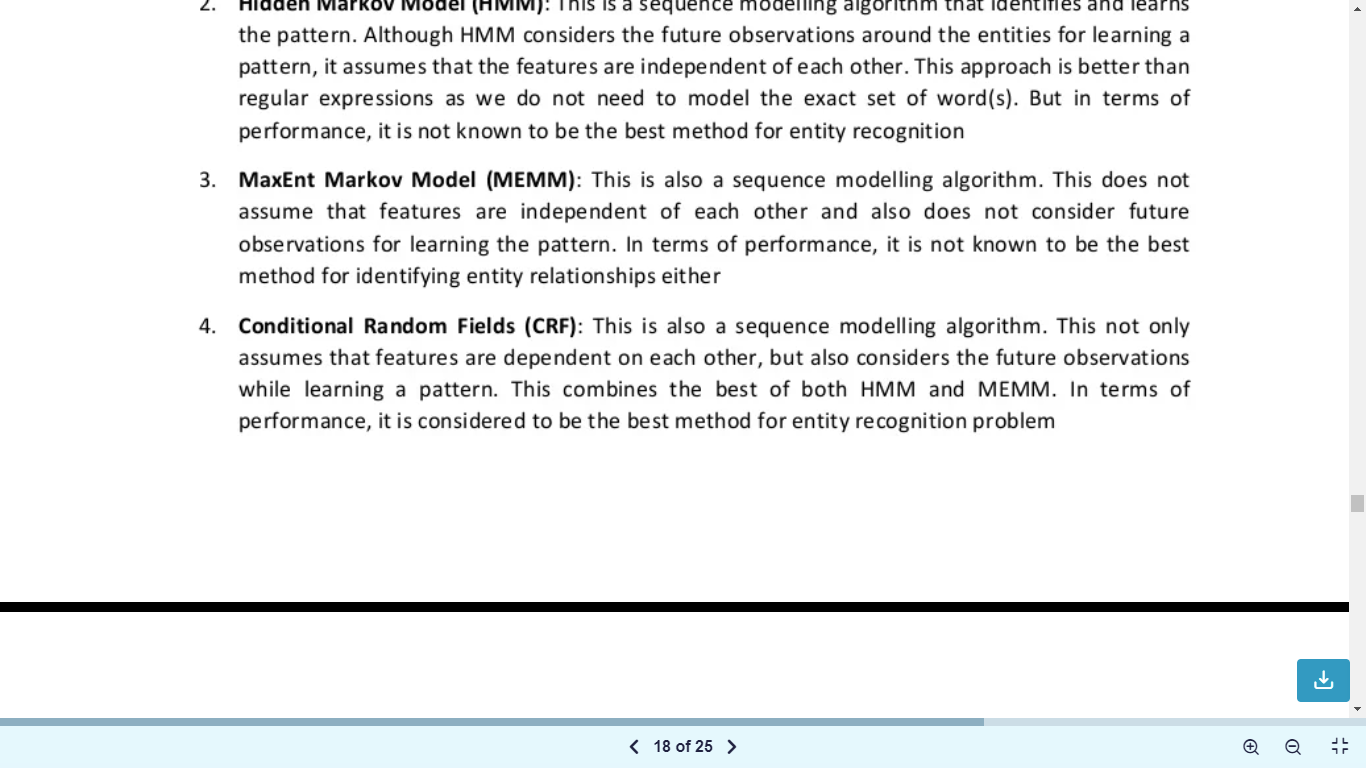 2. Hidden Markov Model (HMM): This is a sequence modelling algorithm that identifies and learns
the pattern. Although HMM considers the future observations around the entities for learning a
pattern, it assumes that the features are independent of each other. This approach is better than
regular expressions as we do not need to model the exact set of word(s). But in terms of
performance, it is not known to be the best method for entity recognition
3. MaxEnt Markov Model (MEMM): This is also a sequence modelling algorithm. This does not
assume that features are independent of each other and also does not consider future
observations for learning the pattern. In terms of performance, it is not known to be the best
method for identifying entity relationships either
4. Conditional Random Fields (CRF): This is also a sequence modelling algorithm. This not only
assumes that features are dependent on each other, but also considers the future observations
while learning a pattern. This combines the best of both HMM and MEMM. In terms of
performance, it is considered to be the best method for entity recognition problem
18 of 25